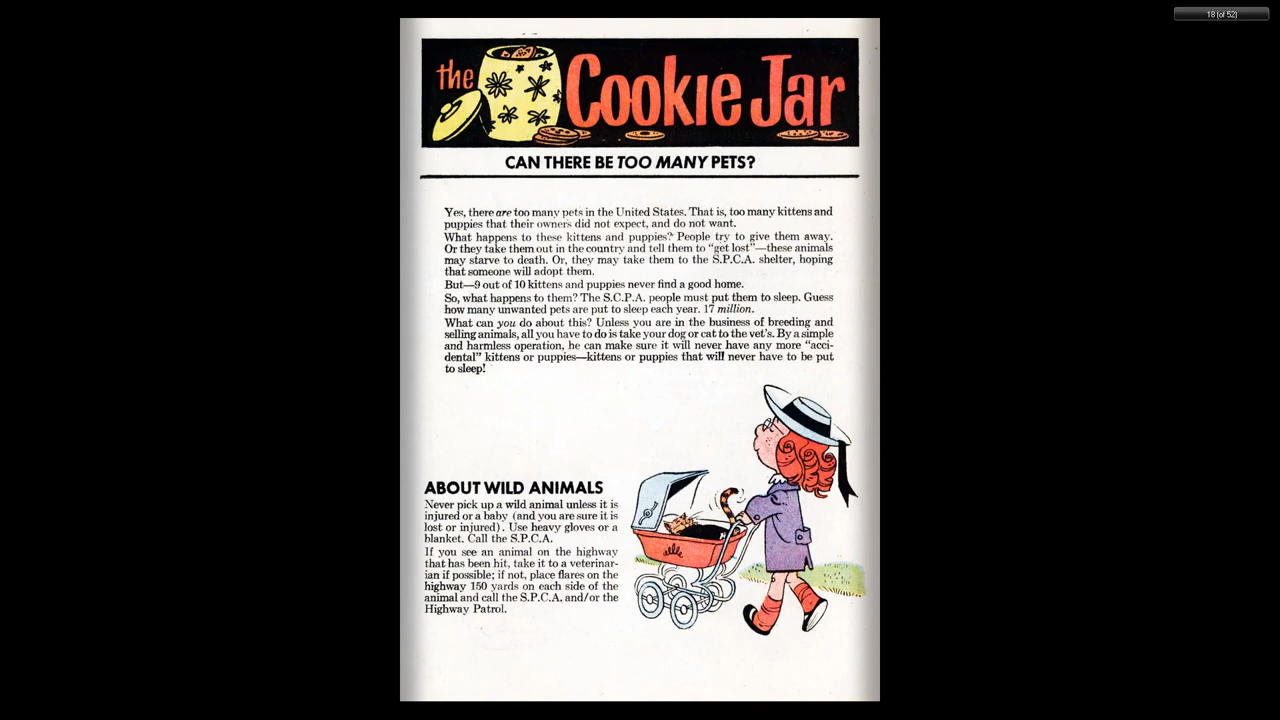 18 (of 52)
the Cookie Jar
CAN THERE BE TOO MANY PETS?
Yes, there are too many pets in the United States. That is, too many kittens and
puppies that their owners did not expect, and do not want.
What happens to these kittens and puppies? People try to give them away.
Or they take them out in the country and tell them to "get lost"—these animals
may starve to death. Or, they may take them to the S.P.C.A. shelter, hoping
that someone will adopt them.
But—9 out of 10 kittens and puppies never find a good home.
So, what happens to them? The S.C.P.A. people must put them to sleep. Guess
how many unwanted pets are put to sleep each year. 17 million.
What can you do about this? Unless you are in the business of breeding and
selling animals, all you have to do is take your dog or cat to the vet's. By a simple
and harmless operation, he can make sure it will never have any more "acci-
dental" kittens or puppies—kittens or puppies that will never have to be put
to sleep!
ABOUT WILD ANIMALS
Never pick up a wild animal unless it is
injured or a baby (and you are sure it is
lost or injured). Use heavy gloves or a
blanket. Call the S.P.C.A.
If you see an animal on the highway
that has been hit, take it to a veterinar-
ian if possible; if not, place flares on the
highway 150 yards on each side of the
animal and call the S.P.C.A. and/or the
Highway Patrol.